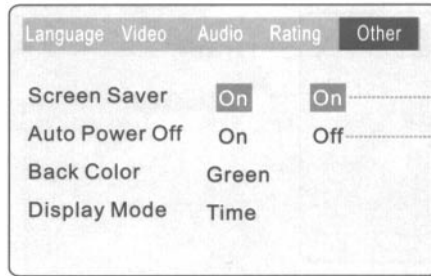 Language Video Audio Rating Other
Screen Saver On On
Auto Power Off On Off
Back Color Green
Display Mode Time